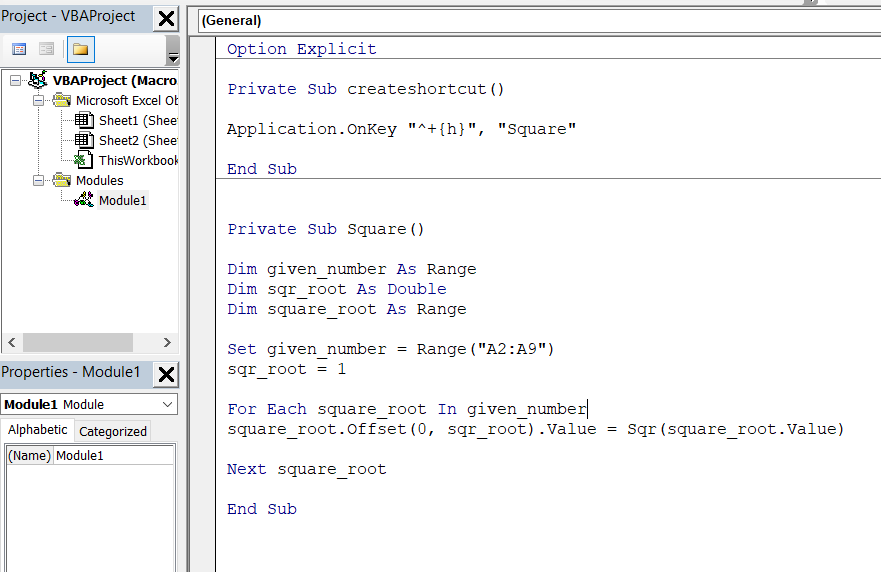 Project - VBAProject
VBAProject (Macro
Microsoft Excel Ob
Sheet1 (Shee
Sheet2 (Shee
ThisWorkbook
Modules
Module1
Properties - Module1
Module1 Module
Alphabetic Categorized
(Name) Module1
(General)
Option Explicit
Private Sub createshortcut()
Application.OnKey "^+{h}", "Square"
End Sub
Private Sub Square()
Dim given_number As Range
Dim sqr_root As Double
Dim square_root As Range
Set given_number = Range("A2:A9")
sqr_root = 1
For Each square_root In given_number
square_root.Offset(0, sqr_root).Value = Sqr(square_root.Value)
Next square_root
End Sub